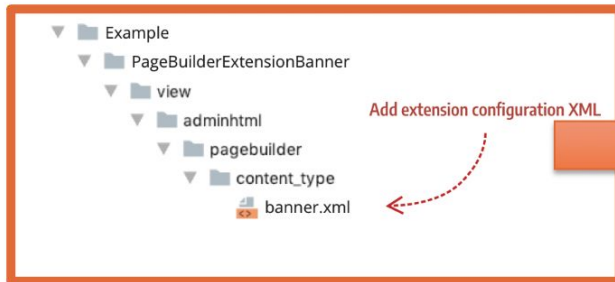 Example
PageBuilderExtensionBanner
view
adminhtml
Add extension configuration XML
pagebuilder
content_type
banner.xml